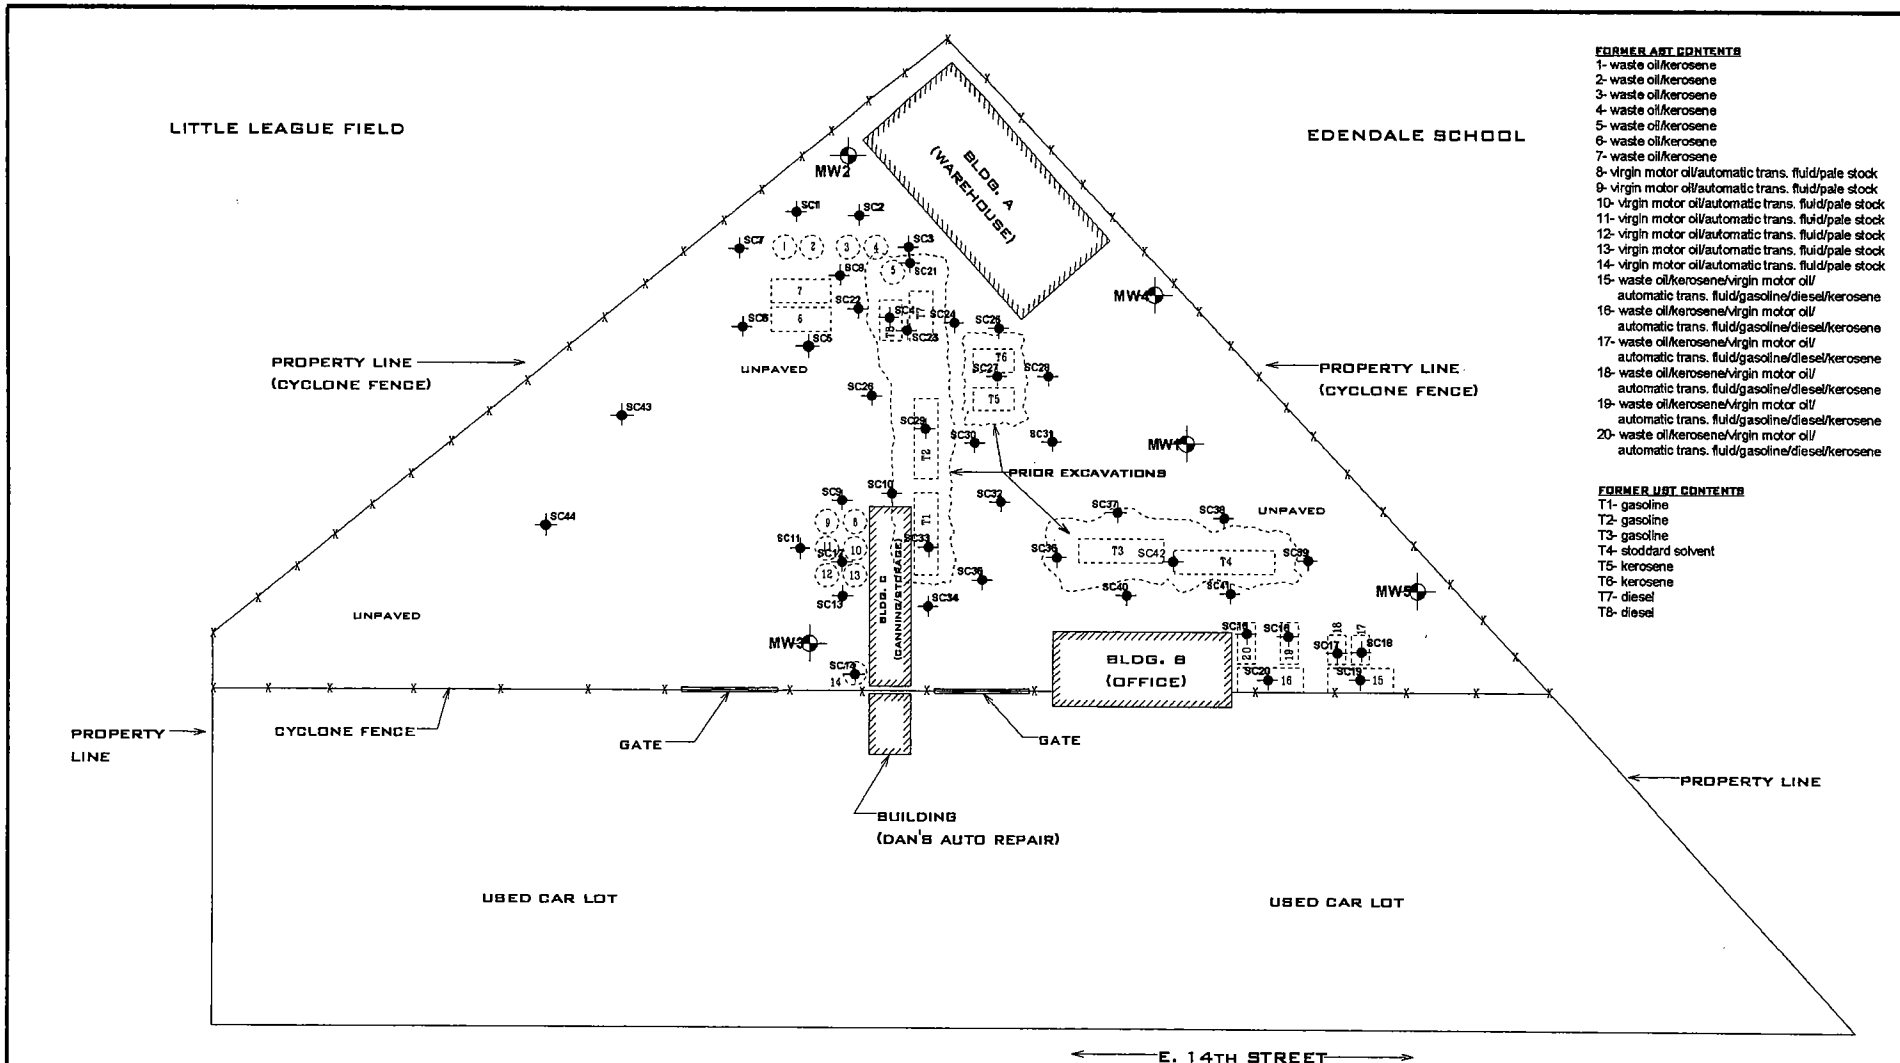 LITTLE LEAGUE FIELD
EDENDALE SCHOOL
FORMER AST CONTENTS
1- waste oil/kerosene
2- waste oil/kerosene
3- waste oil/kerosene
4- waste oil/kerosene
5- waste oil/kerosene
6- waste oil/kerosene
7- waste oil/kerosene
8- virgin motor oil/automatic trans. fluid/pale stock
9- virgin motor oil/automatic trans. fluid/pale stock
10- virgin motor oil/automatic trans. fluid/pale stock
11- virgin motor oil/automatic trans. fluid/pale stock
12- virgin motor oil/automatic trans. fluid/pale stock
13- virgin motor oil/automatic trans. fluid/pale stock
14- virgin motor oil/automatic trans. fluid/pale stock
15- waste oil/kerosene/virgin motor oil/
automatic trans. fluid/gasoline/diesel/kerosene
16- waste oil/kerosene/virgin motor oil/
automatic trans. fluid/gasoline/diesel/kerosene
17- waste oil/kerosene/virgin motor oil/
automatic trans. fluid/gasoline/diesel/kerosene
18- waste oil/kerosene/virgin motor oil/
automatic trans. fluid/gasoline/diesel/kerosene
19- waste oil/kerosene/virgin motor oil/
automatic trans. fluid/gasoline/diesel/kerosene
20- waste oil/kerosene/virgin motor oil/
automatic trans. fluid/gasoline/diesel/kerosene
FORMER UST CONTENTS
T1- gasoline
T2- gasoline
T3- gasoline
T4- stoddard solvent
T5- kerosene
T6- kerosene
T7- diesel
T8- diesel
BLDG. A
(WAREHOUSE)
MW2
SC1
SC2
SC7
1
2
3
4
SC3
5
SC21
7
SC22
MW4
6
SC4
T8
SC24
SC23
SC5
UNPAVED
PROPERTY LINE
(CYCLONE FENCE)
T6
SC27
SC28
T5
PROPERTY LINE
(CYCLONE FENCE)
SC43
SC29
T2
SC30
SC31
MW1
PRIOR EXCAVATIONS
SC10
SC9
SC32
SC37
SC38
UNPAVED
SC44
9
8
T1
SC11
11
10
SC33
T3
SC42
T4
SC39
12
13
SC13
SC34
SC40
SC41
MW5
UNPAVED
BLDG. C
(CANNING/STORAGE)
MW3
14
BLDG. B
(OFFICE)
SC16
20
19
18
17
SC17
SC18
SC20
16
SC19
15
PROPERTY
LINE
CYCLONE FENCE
GATE
GATE
PROPERTY LINE
BUILDING
(DAN'S AUTO REPAIR)
USED CAR LOT
USED CAR LOT
E. 14TH STREET